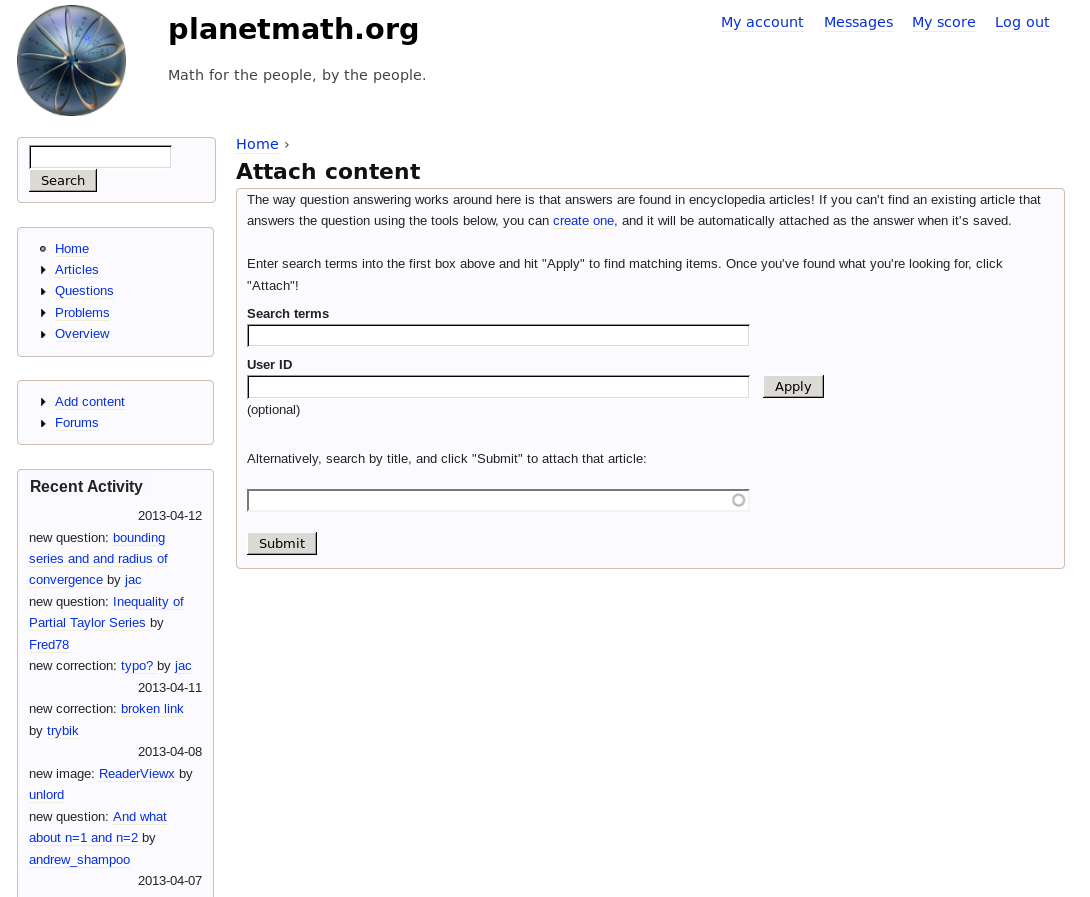 planetmath.org
Math for the people, by the people.
My account Messages My score Log out
Search
Home
Articles
Questions
Problems
Overview
Add content
Forums
Recent Activity
2013-04-12
new question: bounding
series and and radius of
convergence by jac
new question: Inequality of
Partial Taylor Series by
Fred78
new correction: typo? by jac
2013-04-11
new correction: broken link
by trybik
2013-04-08
new image: ReaderViewx by
unlord
new question: And what
about n=1 and n=2 by
andrew_shampoo
2013-04-07
Home ›
Attach content
The way question answering works around here is that answers are found in encyclopedia articles! If you can't find an existing article that
answers the question using the tools below, you can create one, and it will be automatically attached as the answer when it's saved.
Enter search terms into the first box above and hit "Apply" to find matching items. Once you've found what you're looking for, click
"Attach"!
Search terms
User ID
Apply
(optional)
Alternatively, search by title, and click "Submit" to attach that article:
Submit